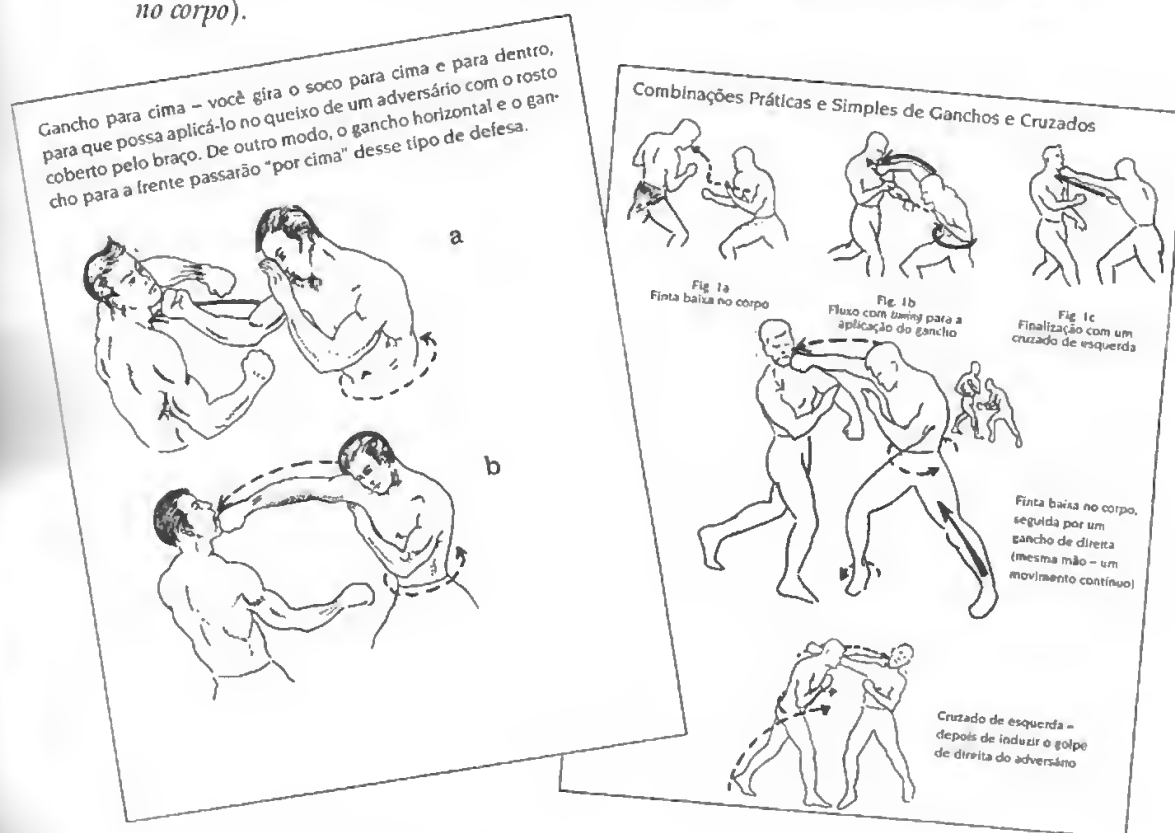 no corpo).
Gancho para cima – você gira o soco para cima e para dentro,
para que possa aplicá-lo no queixo de um adversário com o rosto
coberto pelo braço. De outro modo, o gancho horizontal e o gan-
cho para a frente passarão "por cima" desse tipo de defesa.
a
b
Combinações Práticas e Simples de Ganchos e Cruzados
Fig 1a
Finta baixa no corpo
Fig. 1b
Fluxo com timing para a
aplicação do gancho
Fig 1c
Finalização com um
cruzado de esquerda
Finta baixa no corpo,
seguida por um
gancho de direita
(mesma mão – um
movimento contínuo)
Cruzado de esquerda –
depois de induzir o golpe
de direita do adversário